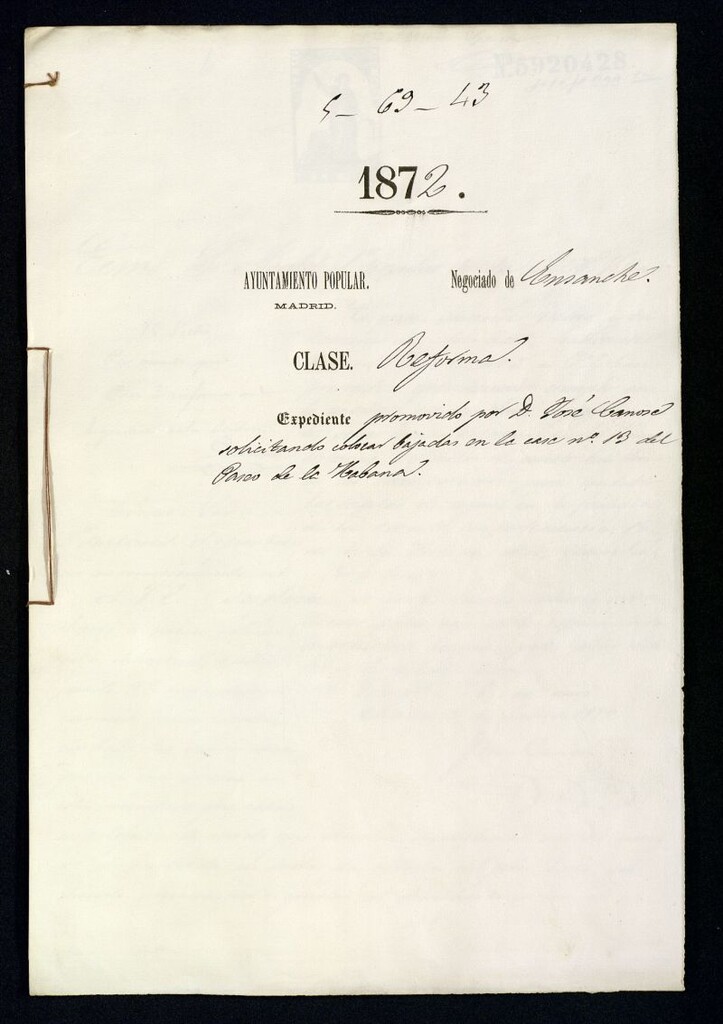 5-69-43
1872.
AYUNTAMIENTO POPULAR. Negociado de Ensanche.
MADRID.
CLASE. Reforma.
Expediente promovido por D. José Canosa
solicitando colocar bajadas en la casa nº. 13 del
Paseo de la Habana.